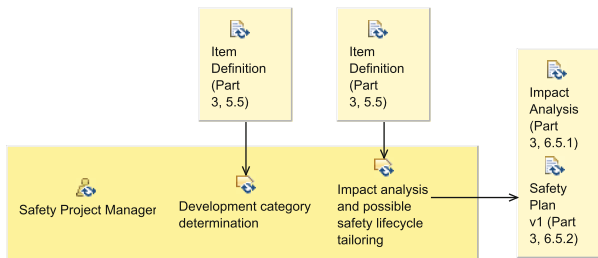 Item
Definition
(Part
3, 5.5)
Item
Definition
(Part
3, 5.5)
Impact
Analysis
(Part
3, 6.5.1)
Safety
Plan
v1 (Part
3, 6.5.2)
Safety Project Manager
Development category
determination
Impact analysis
and possible
safety lifecycle
tailoring